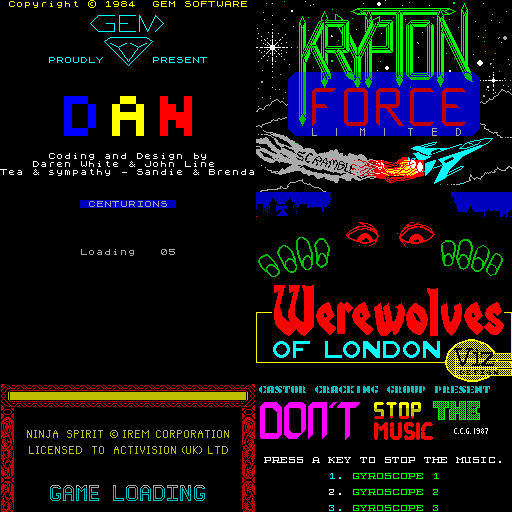 Copyright © 1984 GEM SOFTWARE
GEM
PROUDLY PRESENT
DAN
Coding and Design by
Daren White & John Line
Tea & sympathy - Sandie & Brenda
CENTURIONS
Loading 05
KRYPTON
FORCE
LIMITED
SCRAMBLE
Werewolves
OF LONDON
V1Z
NINJA SPIRIT © IREM CORPORATION
LICENSED TO ACTIVISION (UK) LTD
GAME LOADING
CASTOR CRACKING GROUP PRESENT
DON'T STOP THE MUSIC
C.C.G. 1987
PRESS A KEY TO STOP THE MUSIC.
1. GYROSCOPE 1
2. GYROSCOPE 2
3. GYROSCOPE 3